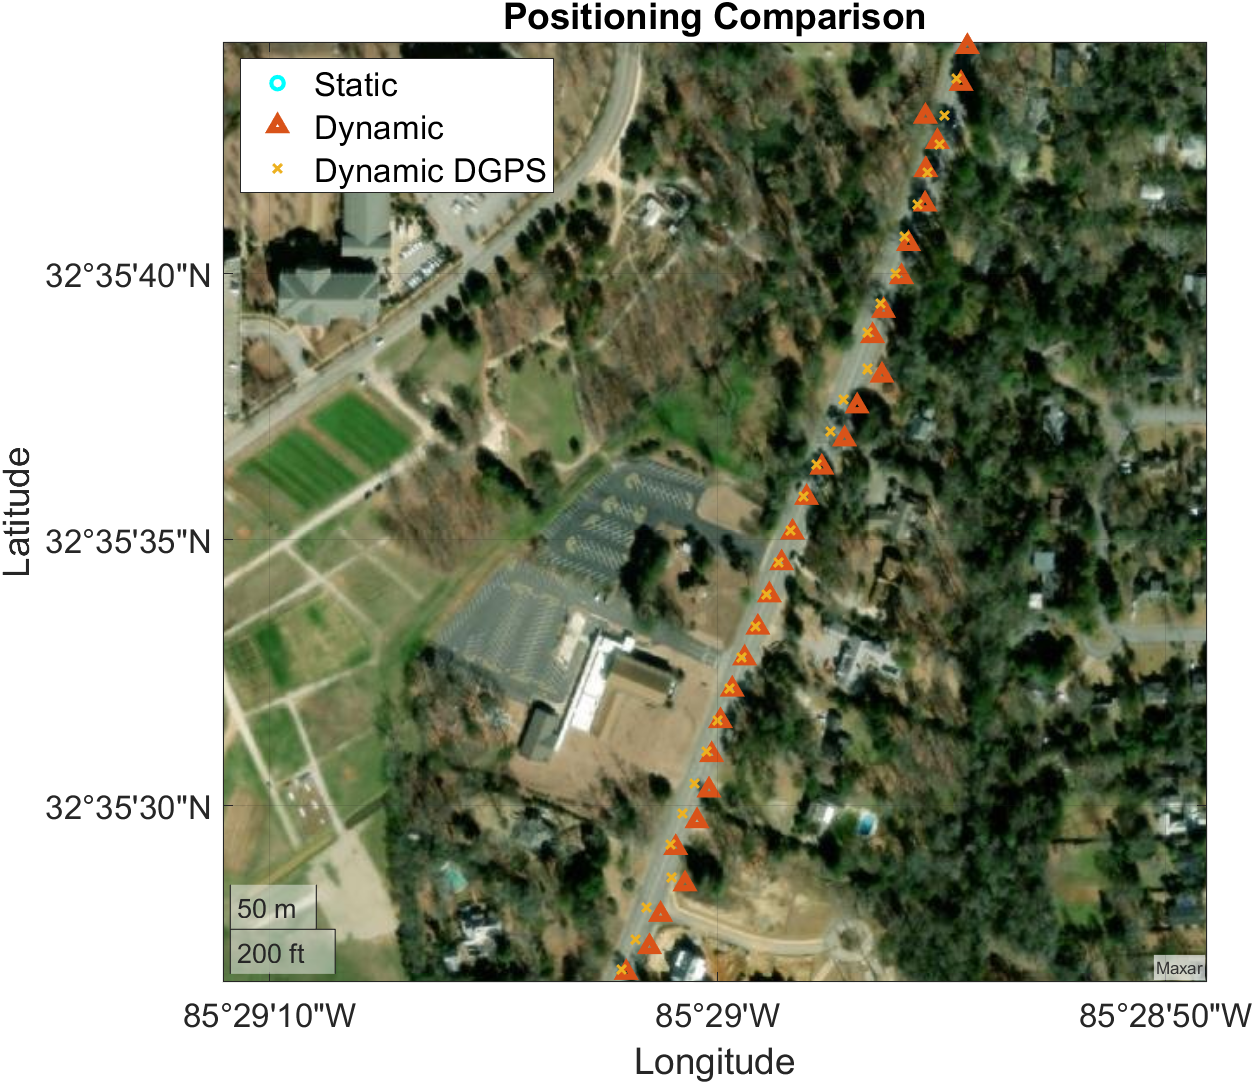 Positioning Comparison
Static
Dynamic
Dynamic DGPS
32°35'40"N
32°35'35"N
32°35'30"N
Latitude
50 m
200 ft
Maxar
85°29'10"W
85°29'W
85°28'50"W
Longitude